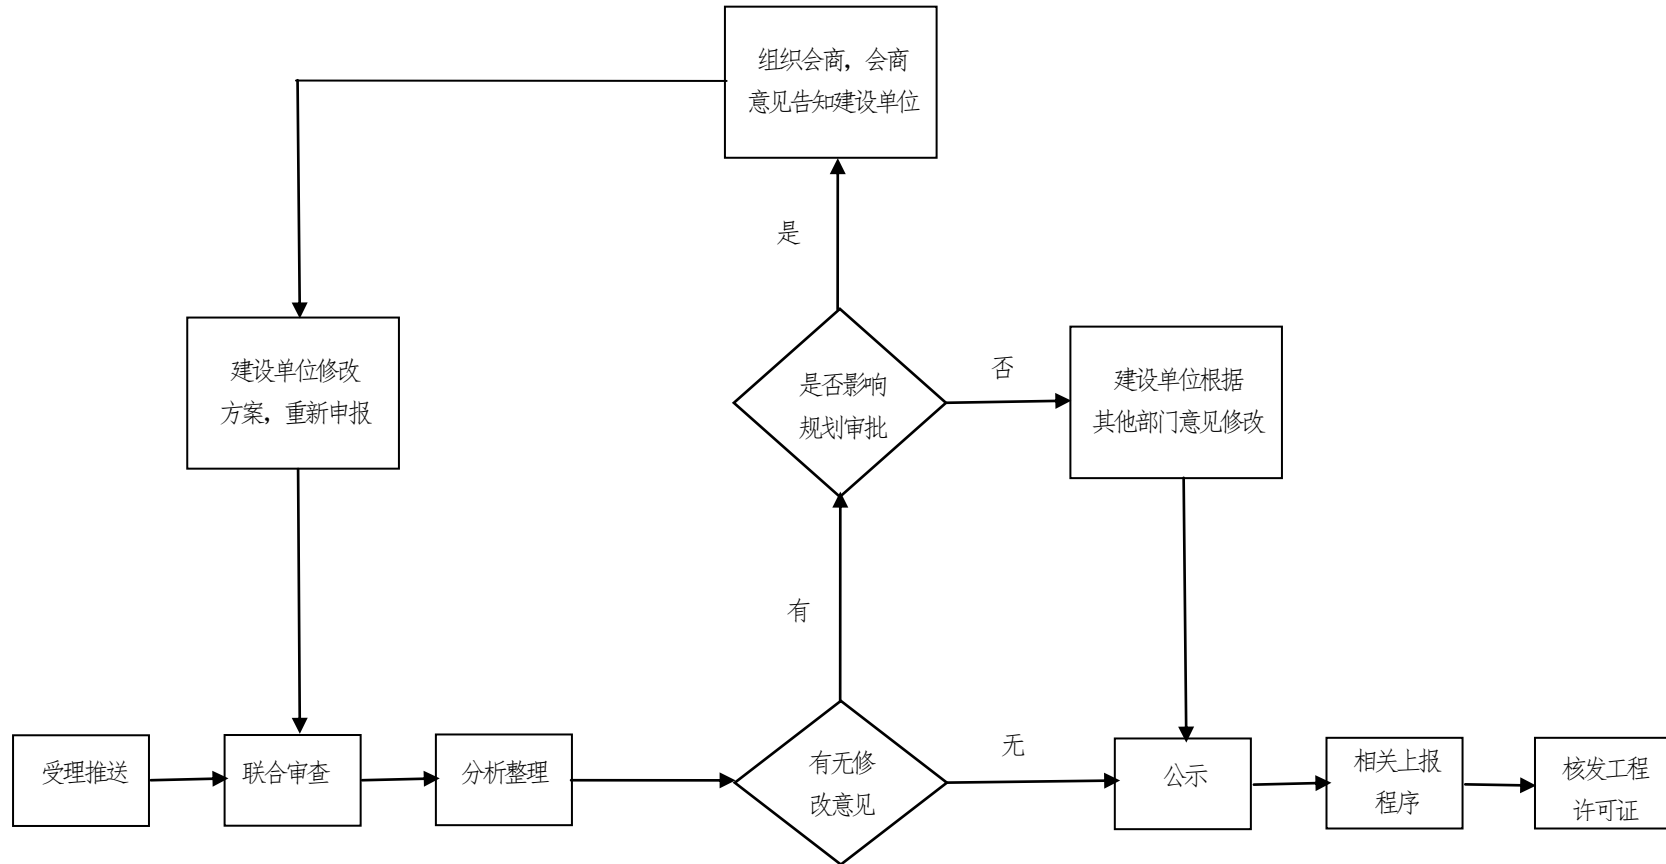 组织会商，会商
意见告知建设单位
是
建设单位修改
方案，重新申报
是否影响
规划审批
否
建设单位根据
其他部门意见修改
有
受理推送
联合审查
分析整理
有无修
改意见
无
公示
相关上报
程序
核发工程
许可证